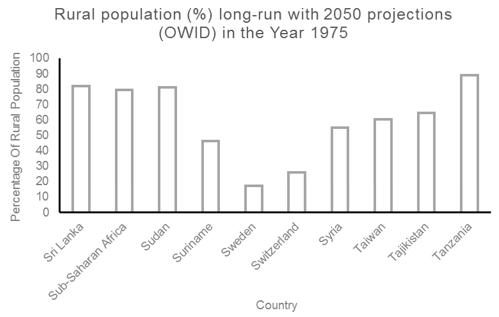 Rural population (%) long-run with 2050 projections
(OWID) in the Year 1975
Percentage Of Rural Population
100
90
80
70
60
50
40
30
20
10
0
Sri Lanka
Sub-Saharan Africa
Sudan
Suriname
Sweden
Switzerland
Syria
Taiwan
Tajikistan
Tanzania
Country